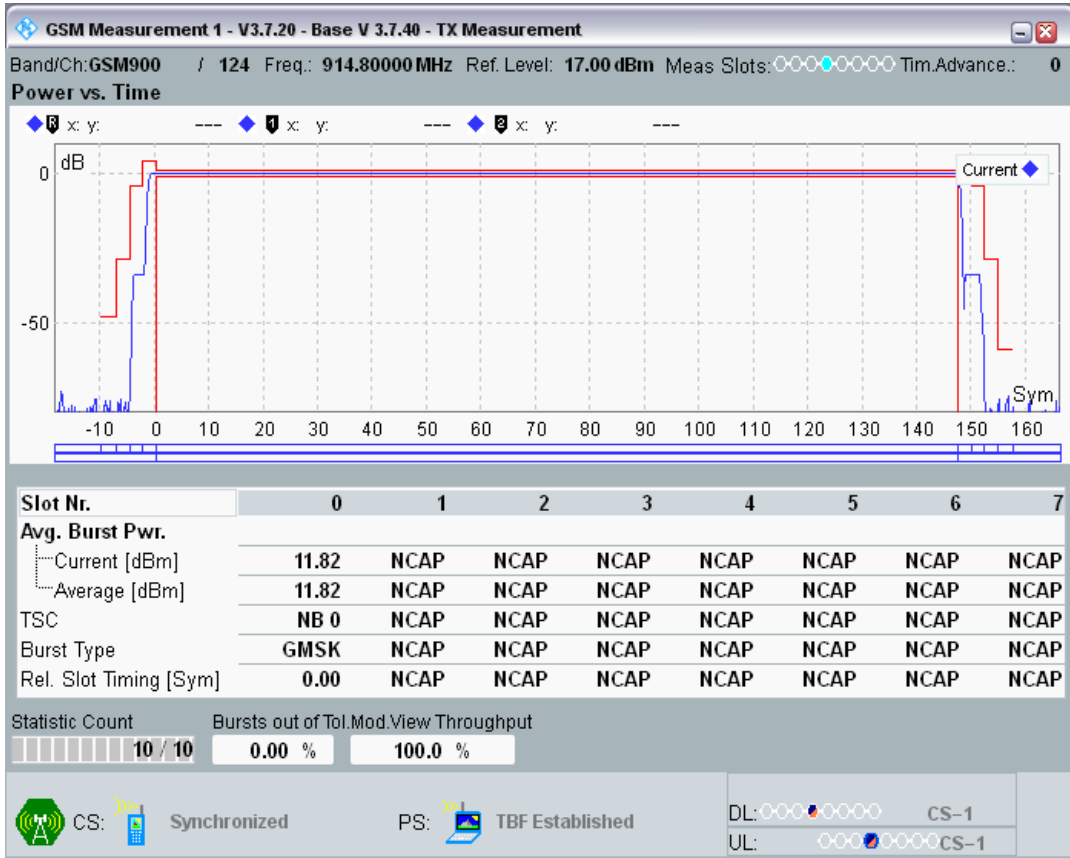 GSM Measurement 1 - V3.7.20 - Base V 3.7.40 - TX Measurement
Band/Ch:GSM900 / 124 Freq.: 914.80000 MHz Ref. Level: 17.00 dBm Meas Slots: Tim.Advance.: 0
Power vs. Time
R x: y: --- 1 x: y: --- 2 x: y: ---
dB
Current
0
-50
Sym
-10 0 10 20 30 40 50 60 70 80 90 100 110 120 130 140 150 160
Slot Nr. 0 1 2 3 4 5 6 7
Avg. Burst Pwr.
Current [dBm] 11.82 NCAP NCAP NCAP NCAP NCAP NCAP NCAP
Average [dBm] 11.82 NCAP NCAP NCAP NCAP NCAP NCAP NCAP
TSC NB 0 NCAP NCAP NCAP NCAP NCAP NCAP NCAP
Burst Type GMSK NCAP NCAP NCAP NCAP NCAP NCAP NCAP
Rel. Slot Timing [Sym] 0.00 NCAP NCAP NCAP NCAP NCAP NCAP NCAP
Statistic Count Bursts out of Tol.Mod.View Throughput
10 / 10 0.00 % 100.0 %
CS: Synchronized PS: TBF Established
DL: CS-1
UL: CS-1